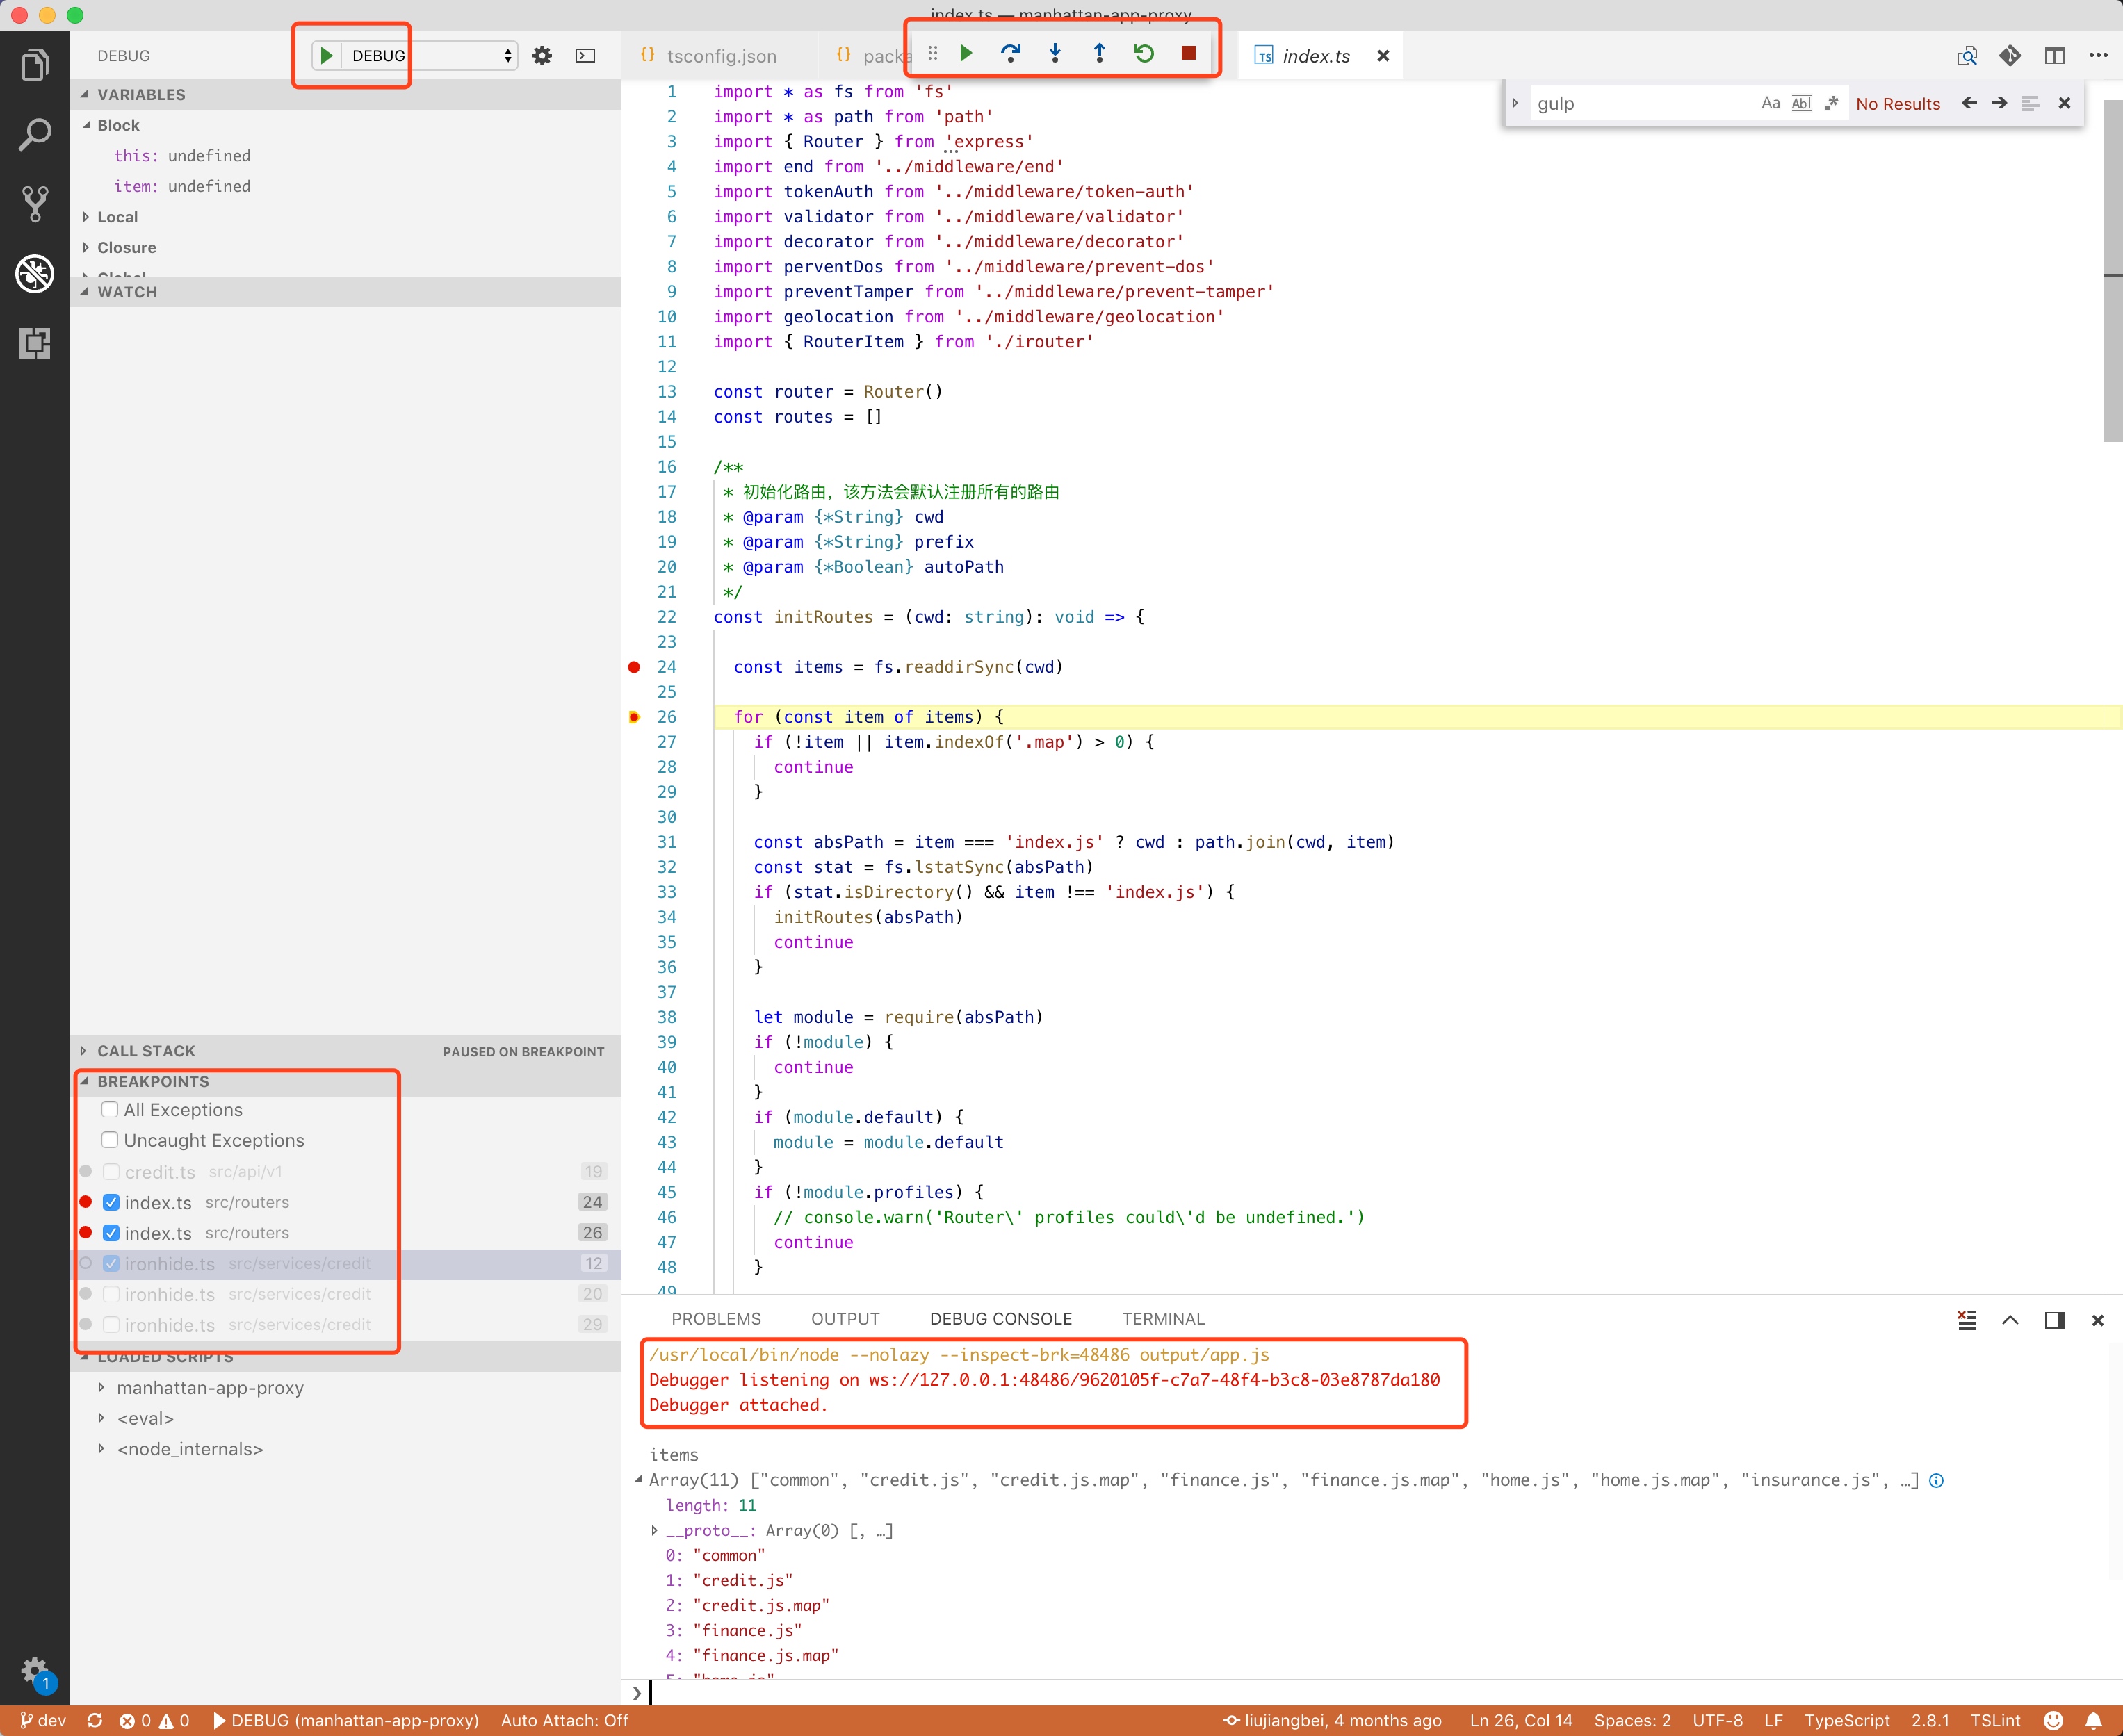 index.ts — manhattan-app-proxy
DEBUG
DEBUG
tsconfig.json
packa
index.ts
VARIABLES
Block
this: undefined
item: undefined
Local
Closure
Global
WATCH
CALL STACK PAUSED ON BREAKPOINT
BREAKPOINTS
All Exceptions
Uncaught Exceptions
credit.ts src/api/v1 19
index.ts src/routers 24
index.ts src/routers 26
ironhide.ts src/services/credit 12
ironhide.ts src/services/credit 20
ironhide.ts src/services/credit 29
LOADED SCRIPTS
manhattan-app-proxy
<eval>
<node_internals>
gulp Aa Abl .* No Results
1 import * as fs from 'fs'
2 import * as path from 'path'
3 import { Router } from 'express'
4 import end from '../middleware/end'
5 import tokenAuth from '../middleware/token-auth'
6 import validator from '../middleware/validator'
7 import decorator from '../middleware/decorator'
8 import perventDos from '../middleware/prevent-dos'
9 import preventTamper from '../middleware/prevent-tamper'
10 import geolocation from '../middleware/geolocation'
11 import { RouterItem } from './irouter'
12
13 const router = Router()
14 const routes = []
15
16 /**
17 * 初始化路由，该方法会默认注册所有的路由
18 * @param {*String} cwd
19 * @param {*String} prefix
20 * @param {*Boolean} autoPath
21 */
22 const initRoutes = (cwd: string): void => {
23
24 const items = fs.readdirSync(cwd)
25
26 for (const item of items) {
27 if (!item || item.indexOf('.map') > 0) {
28 continue
29 }
30
31 const absPath = item === 'index.js' ? cwd : path.join(cwd, item)
32 const stat = fs.lstatSync(absPath)
33 if (stat.isDirectory() && item !== 'index.js') {
34 initRoutes(absPath)
35 continue
36 }
37
38 let module = require(absPath)
39 if (!module) {
40 continue
41 }
42 if (module.default) {
43 module = module.default
44 }
45 if (!module.profiles) {
46 // console.warn('Router\' profiles could\'d be undefined.')
47 continue
48 }
49
PROBLEMS OUTPUT DEBUG CONSOLE TERMINAL
/usr/local/bin/node --nolazy --inspect-brk=48486 output/app.js
Debugger listening on ws://127.0.0.1:48486/9620105f-c7a7-48f4-b3c8-03e8787da180
Debugger attached.
items
Array(11) ["common", "credit.js", "credit.js.map", "finance.js", "finance.js.map", "home.js", "home.js.map", "insurance.js", …]
length: 11
__proto__: Array(0) [, …]
0: "common"
1: "credit.js"
2: "credit.js.map"
3: "finance.js"
4: "finance.js.map"
5: "home.js"
1
dev 0 0 DEBUG (manhattan-app-proxy) Auto Attach: Off liujiangbei, 4 months ago Ln 26, Col 14 Spaces: 2 UTF-8 LF TypeScript 2.8.1 TSLint